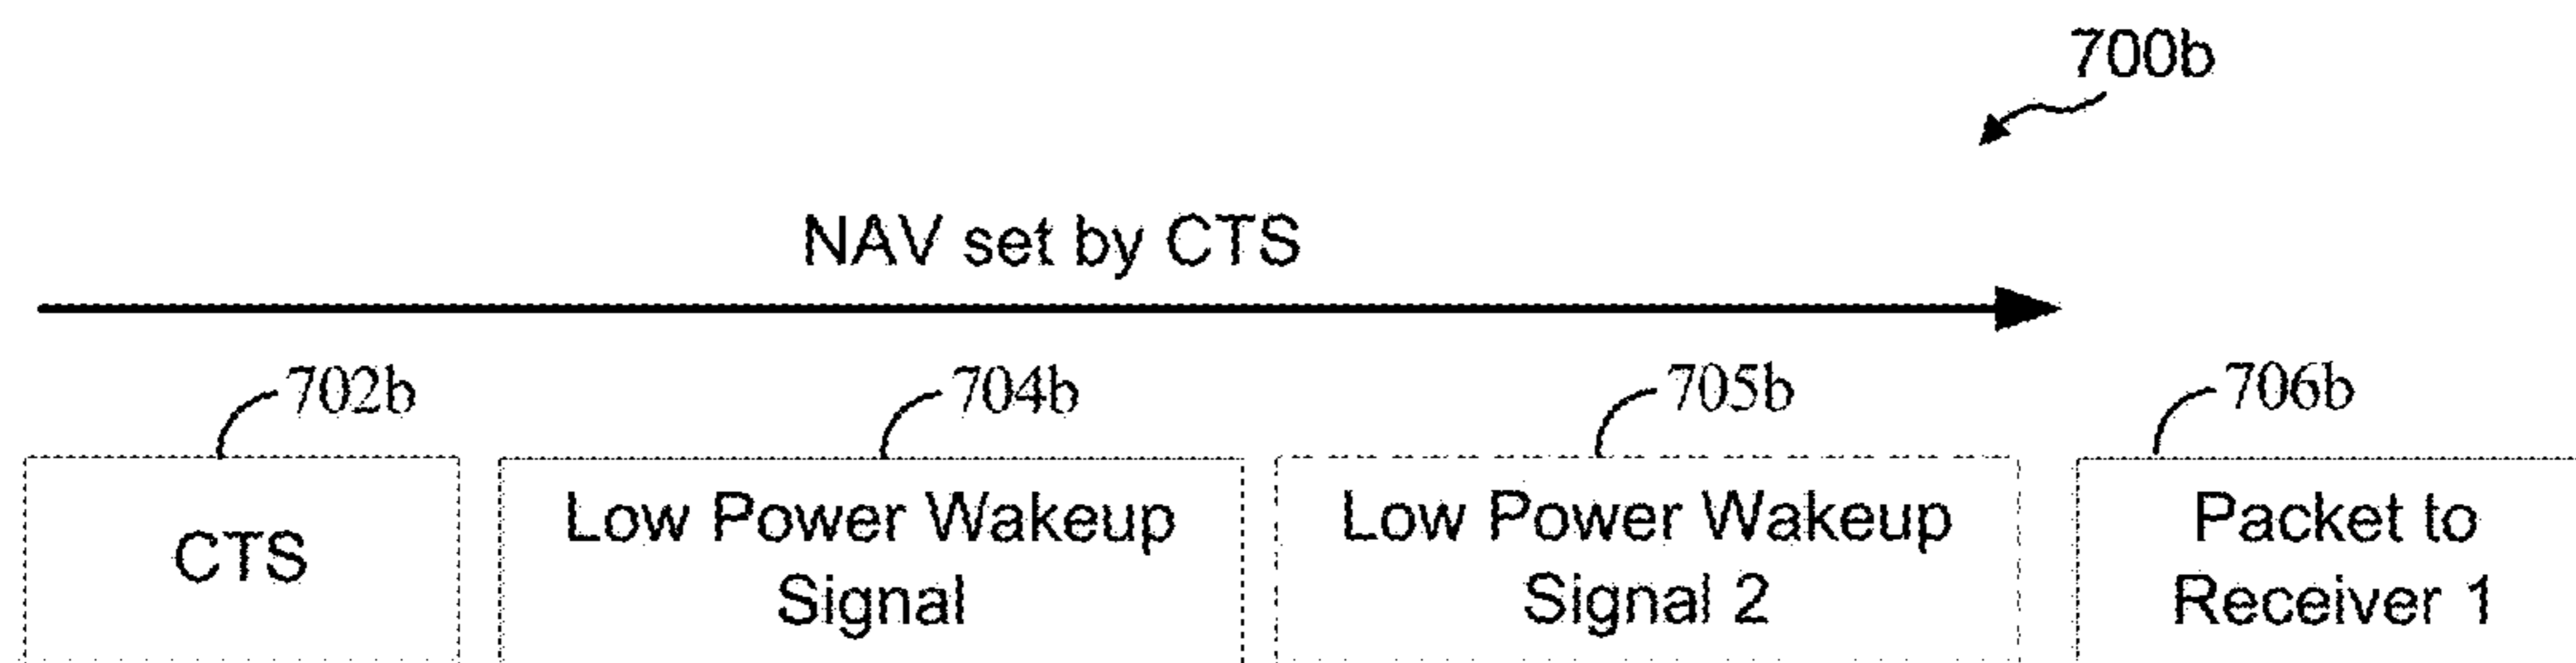 700b
NAV set by CTS
702b
704b
705b
706b
CTS
Low Power Wakeup
Signal
Low Power Wakeup
Signal 2
Packet to
Receiver 1